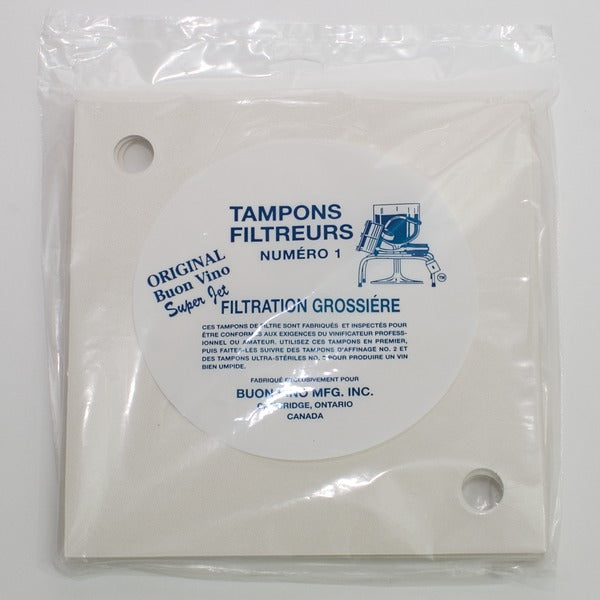 TAMPONS
FILTREURS
NUMÉRO 1
ORIGINAL
Buon Vino
Super Jet
TM
FILTRATION GROSSIÉRE
CES TAMPONS DE FILTRE SONT FABRIQUÉS ET INSPECTÉS POUR
ÊTRE CONFORMES AUX EXIGENCES DU VINIFICATEUR PROFESS-
IONNEL OU AMATEUR. UTILISEZ CES TAMPONS EN PREMIER,
PUIS FAITES-LES SUIVRE DES TAMPONS D'AFFINAGE NO. 2 ET
DES TAMPONS ULTRA-STÉRILES NO. 3 POUR PRODUIRE UN VIN
BIEN LIMPIDE.
FABRIQUÉ EXCLUSIVEMENT POUR
BUON VINO MFG. INC.
CAMBRIDGE, ONTARIO
CANADA